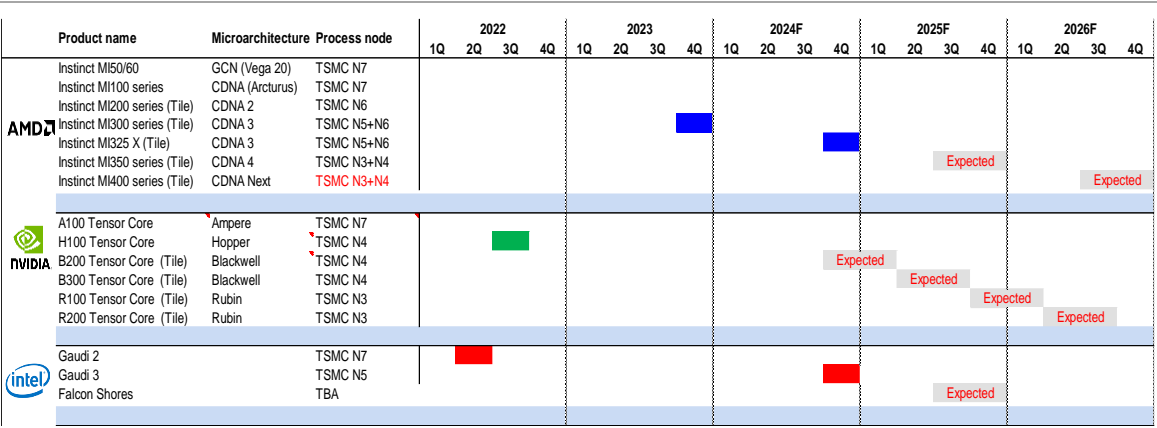 2022 2023 2024F 2025F 2026F
Product name Microarchitecture Process node 1Q 2Q 3Q 4Q 1Q 2Q 3Q 4Q 1Q 2Q 3Q 4Q 1Q 2Q 3Q 4Q 1Q 2Q 3Q 4Q
Instinct MI50/60 GCN (Vega 20) TSMC N7
Instinct MI100 series CDNA (Arcturus) TSMC N7
Instinct MI200 series (Tile) CDNA 2 TSMC N6
AMD Instinct MI300 series (Tile) CDNA 3 TSMC N5+N6
Instinct MI325 X (Tile) CDNA 3 TSMC N5+N6
Instinct MI350 series (Tile) CDNA 4 TSMC N3+N4 Expected
Instinct MI400 series (Tile) CDNA Next TSMC N3+N4 Expected
A100 Tensor Core Ampere TSMC N7
H100 Tensor Core Hopper TSMC N4
NVIDIA. B200 Tensor Core (Tile) Blackwell TSMC N4 Expected
B300 Tensor Core (Tile) Blackwell TSMC N4 Expected
R100 Tensor Core (Tile) Rubin TSMC N3 Expected
R200 Tensor Core (Tile) Rubin TSMC N3 Expected
Gaudi 2 TSMC N7
intel Gaudi 3 TSMC N5
Falcon Shores TBA Expected